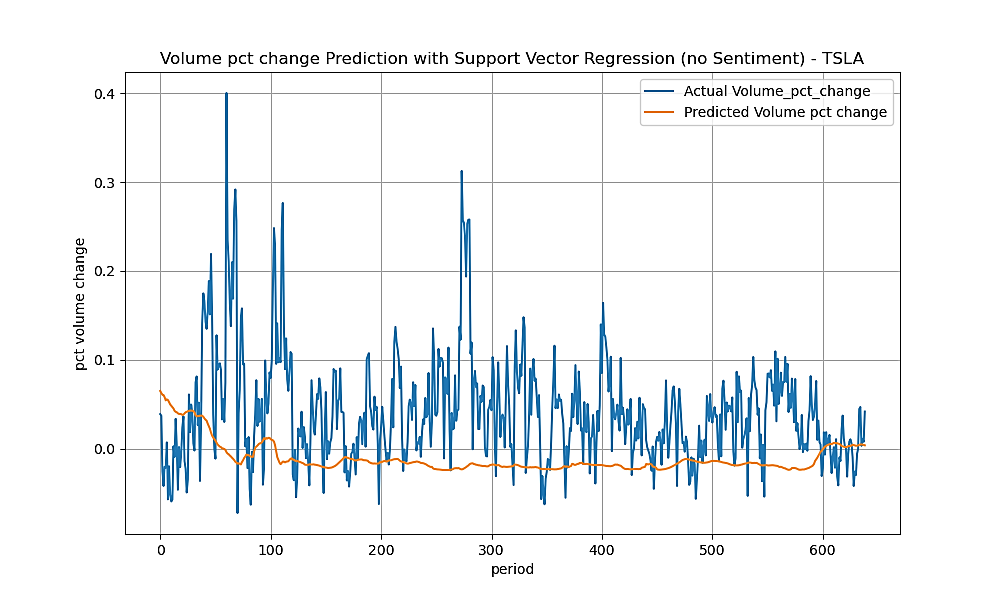 Volume pct change Prediction with Support Vector Regression (no Sentiment) - TSLA
Actual Volume_pct_change
Predicted Volume pct change
0.4
0.3
0.2
0.1
0.0
pct volume change
0 100 200 300 400 500 600
period